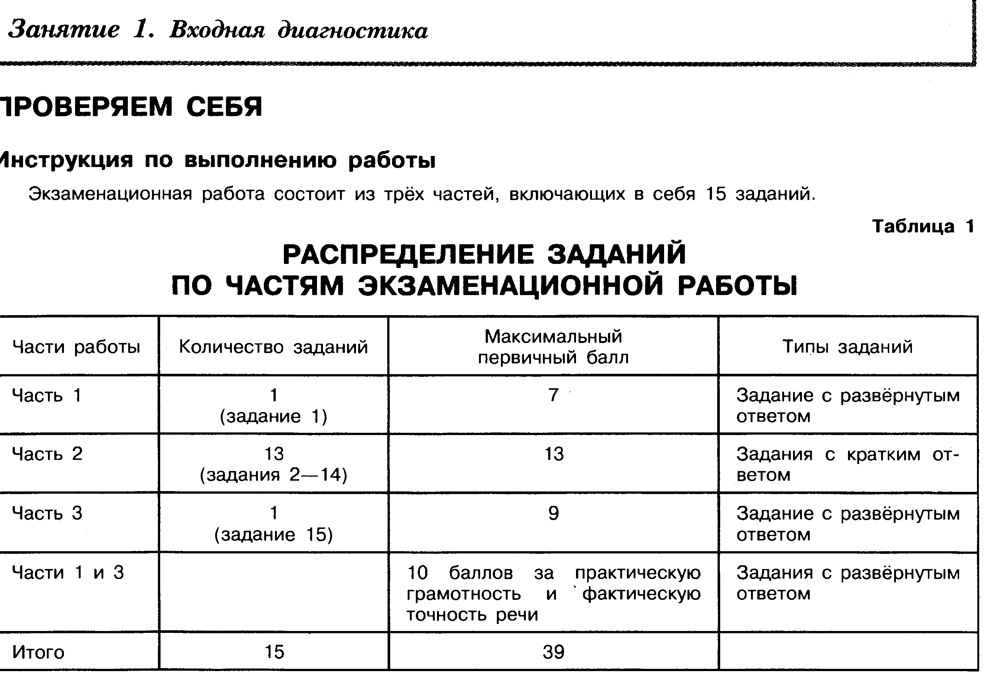 Занятие 1. Входная диагностика
ПРОВЕРЯЕМ СЕБЯ
Инструкция по выполнению работы
Экзаменационная работа состоит из трёх частей, включающих в себя 15 заданий.
Таблица 1
РАСПРЕДЕЛЕНИЕ ЗАДАНИЙ
ПО ЧАСТЯМ ЭКЗАМЕНАЦИОННОЙ РАБОТЫ
Части работы
Количество заданий
Максимальный
первичный балл
Типы заданий
Часть 1
1
(задание 1)
7
Задание с развёрнутым
ответом
Часть 2
13
(задания 2—14)
13
Задания с кратким от-
ветом
Часть 3
1
(задание 15)
9
Задание с развёрнутым
ответом
Части 1 и 3
10 баллов за практическую
грамотность и фактическую
точность речи
Задания с развёрнутым
ответом
Итого
15
39